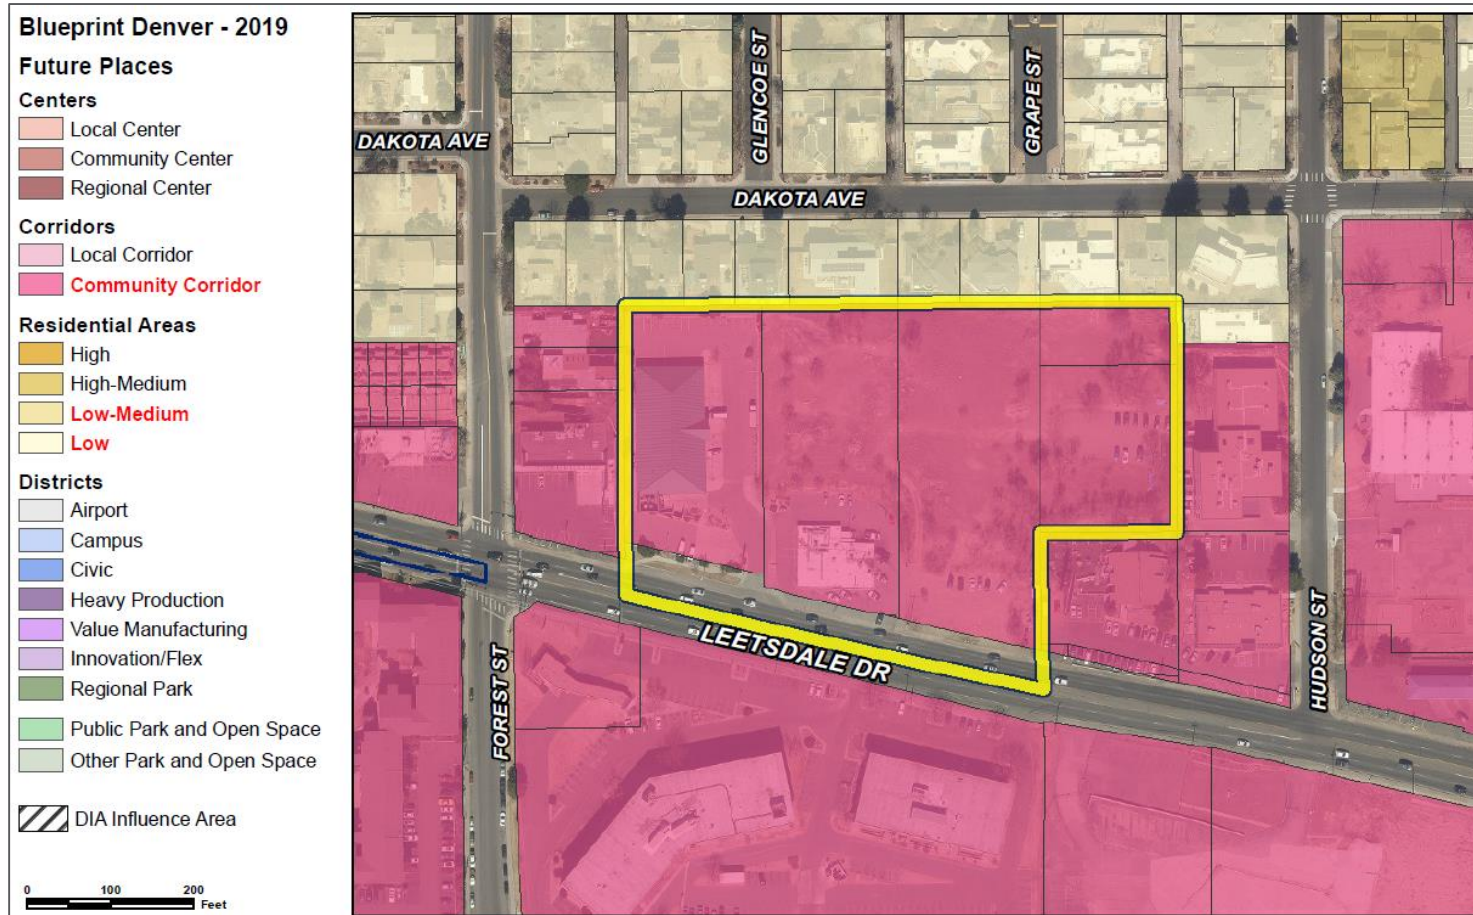 Blueprint Denver - 2019
Future Places
Centers
Local Center
Community Center
Regional Center
Corridors
Local Corridor
Community Corridor
Residential Areas
High
High-Medium
Low-Medium
Low
Districts
Airport
Campus
Civic
Heavy Production
Value Manufacturing
Innovation/Flex
Regional Park
Public Park and Open Space
Other Park and Open Space
DIA Influence Area
0 100 200
Feet
GLENCOE ST
GRAPE ST
DAKOTA AVE
DAKOTA AVE
LEETSDALE DR
FOREST ST
HUDSON ST